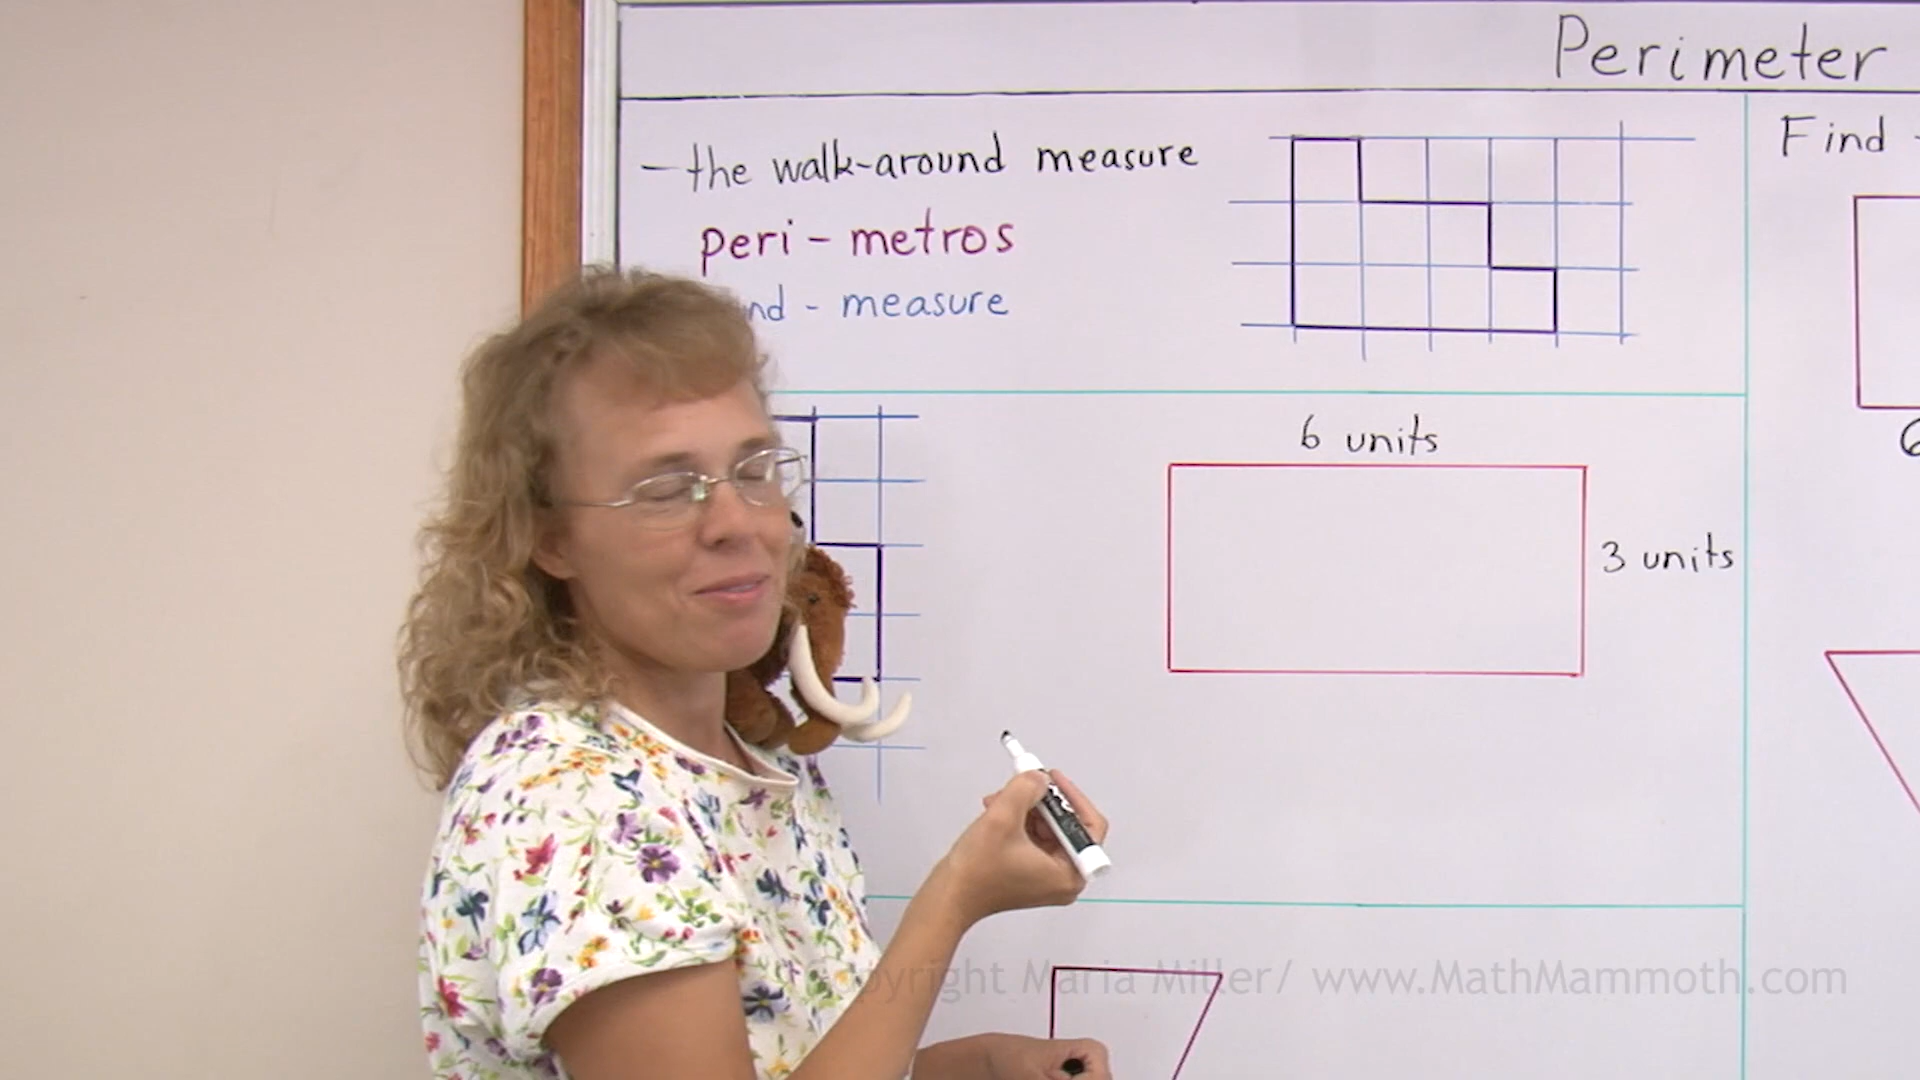 Perimeter
- the walk-around measure
Find
peri - metros
- measure
6 units
3 units
Copyright Maria Miller/ www.MathMammoth.com